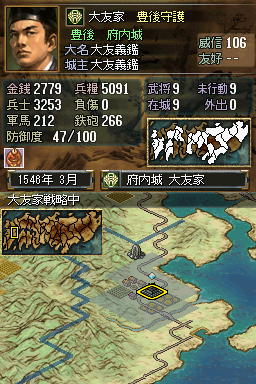 大友家 豊後守護
豊後 府内城
大名 大友義鑑
城主 大友義鑑
威信 106
友好 --
金銭 2779 兵糧 5091 武将 9 未行動 9
兵士 3253 負傷 0 在城 9 外出 0
軍馬 212 鉄砲 266
防御度 47/100
1546年 3月 府内城 大友家
大友家戦略中